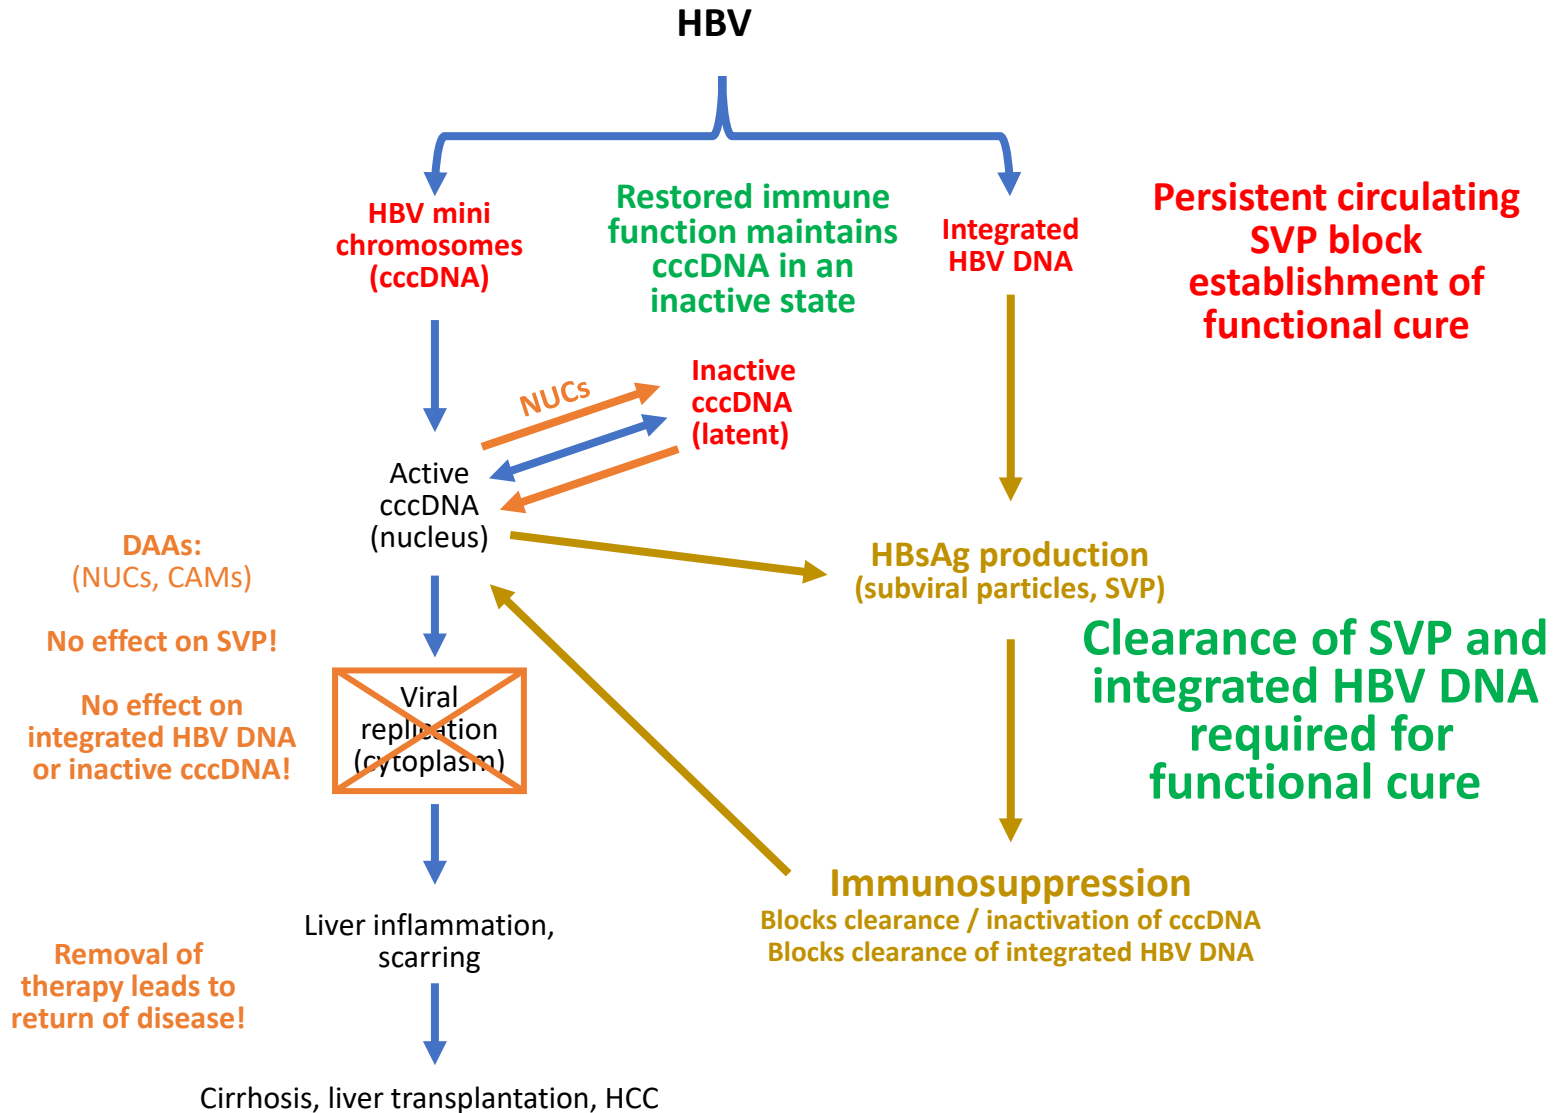 HBV
HBV mini
chromosomes
(cccDNA)
Restored immune
function maintains
cccDNA in an
inactive state
Integrated
HBV DNA
Persistent circulating
SVP block
establishment of
functional cure
NUCs
Inactive
cccDNA
(latent)
Active
cccDNA
(nucleus)
DAAs:
(NUCs, CAMs)
No effect on SVP!
No effect on
integrated HBV DNA
or inactive cccDNA!
HBsAg production
(subviral particles, SVP)
Clearance of SVP and
integrated HBV DNA
required for
functional cure
Viral
replication
(cytoplasm)
Immunosuppression
Blocks clearance / inactivation of cccDNA
Blocks clearance of integrated HBV DNA
Liver inflammation,
scarring
Removal of
therapy leads to
return of disease!
Cirrhosis, liver transplantation, HCC